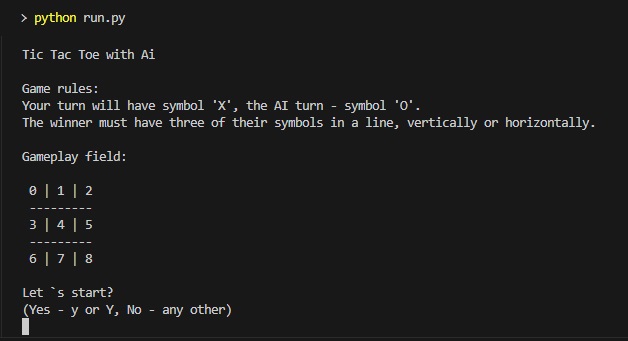 > python run.py
Tic Tac Toe with Ai
Game rules:
Your turn will have symbol 'X', the AI turn - symbol 'O'.
The winner must have three of their symbols in a line, vertically or horizontally.
Gameplay field:
0 | 1 | 2
---------
3 | 4 | 5
---------
6 | 7 | 8
Let `s start?
(Yes - y or Y, No - any other)